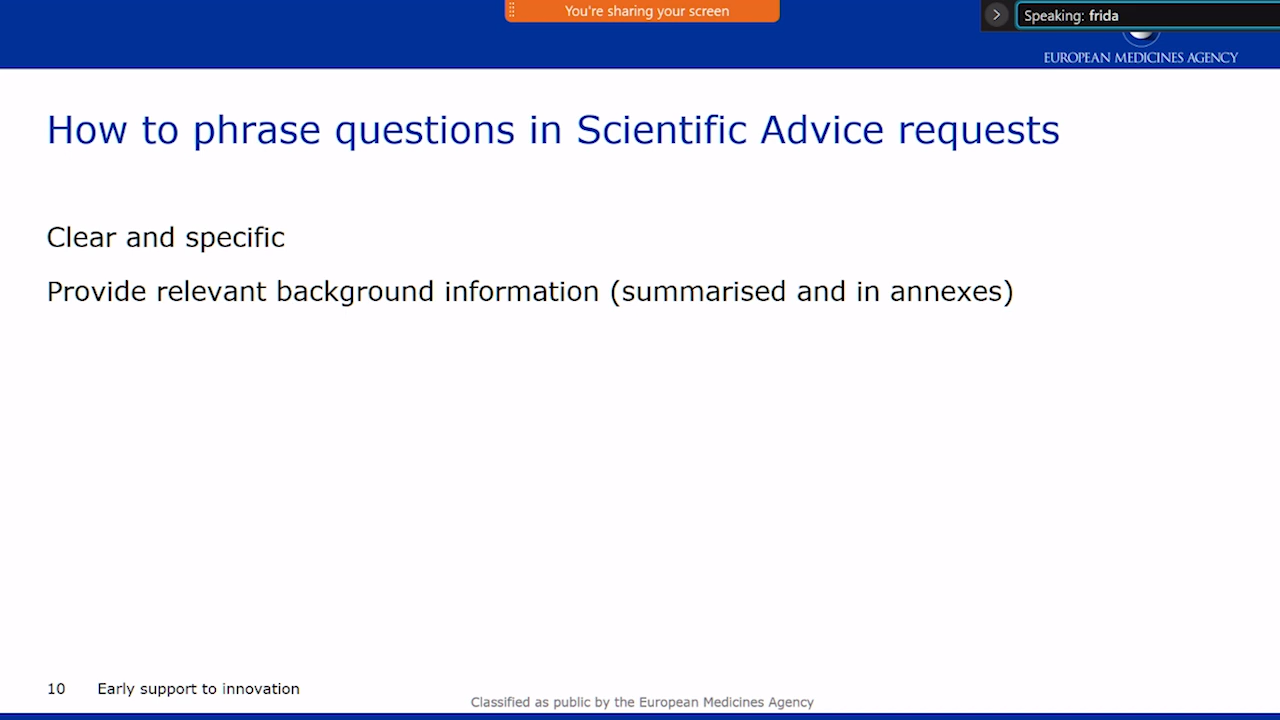 You're sharing your screen
Speaking: frida
EUROPEAN MEDICINES AGENCY
How to phrase questions in Scientific Advice requests
Clear and specific
Provide relevant background information (summarised and in annexes)
10 Early support to innovation
Classified as public by the European Medicines Agency